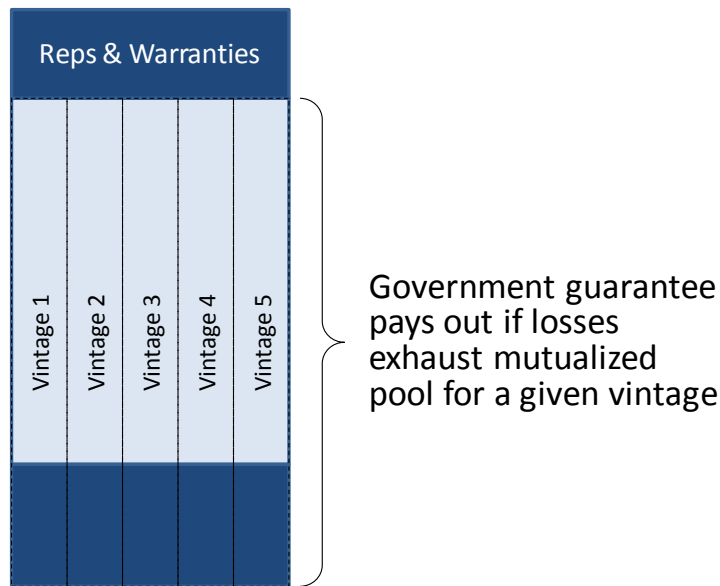 Reps & Warranties
Vintage 1
Vintage 2
Vintage 3
Vintage 4
Vintage 5
Government guarantee
pays out if losses
exhaust mutualized
pool for a given vintage